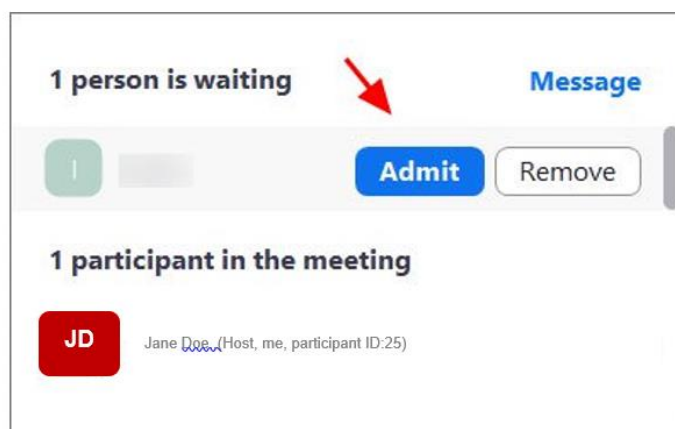 1 person is waiting Message
I Admit Remove
1 participant in the meeting
JD Jane Doe (Host, me, participant ID:25)